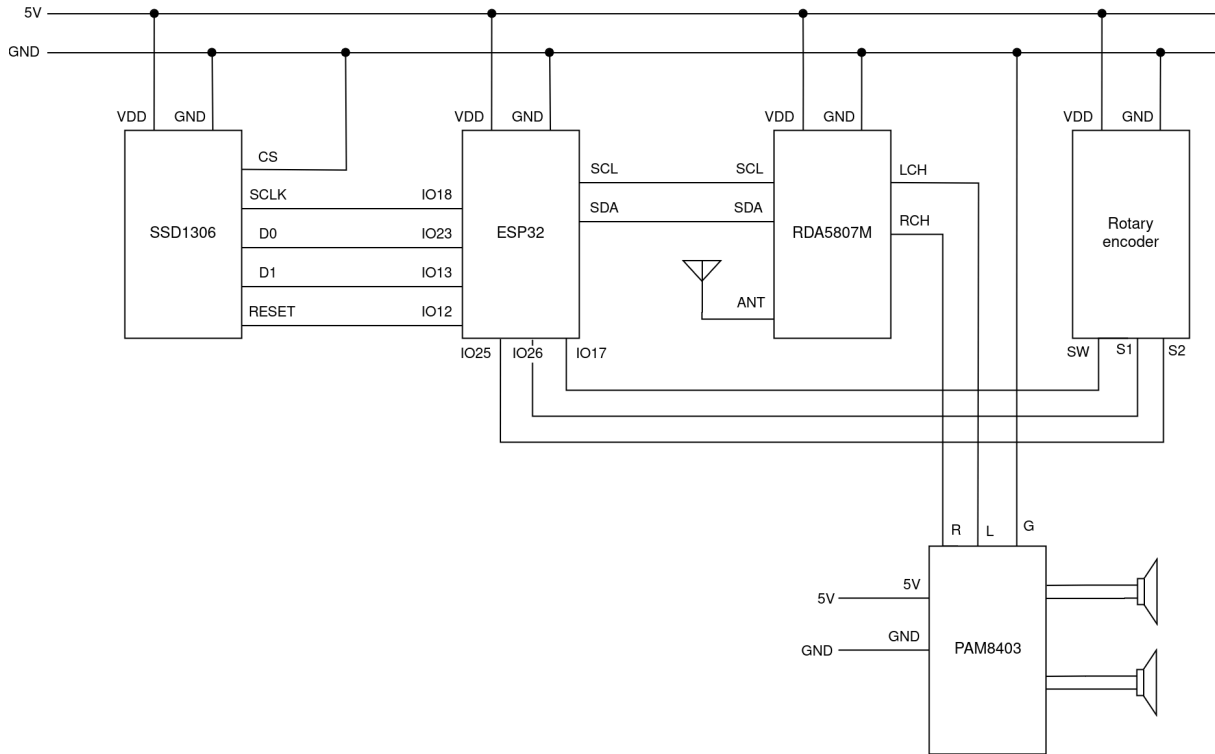 5V
GND
VDD GND
VDD GND
VDD GND
VDD GND
CS
SCLK
D0
D1
RESET
SSD1306
IO18
IO23
IO13
IO12
ESP32
SCL
SDA
IO25 IO26 IO17
SCL
SDA
ANT
RDA5807M
LCH
RCH
Rotary
encoder
SW S1 S2
R L G
5V 5V
GND GND
PAM8403